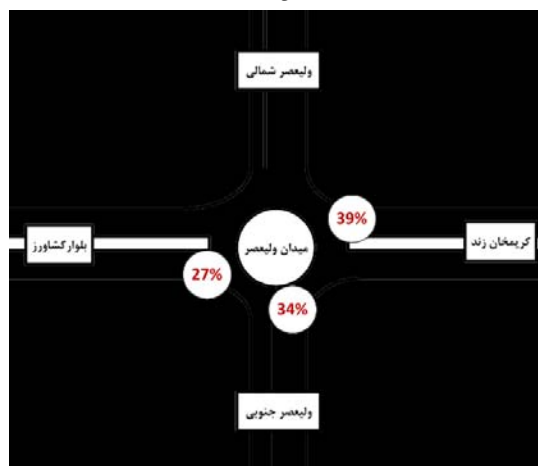 ولیعصر شمالی
39%
کریمخان زند
میدان ولیعصر
بلوارکشاورز
27%
34%
ولیعصر جنوبی